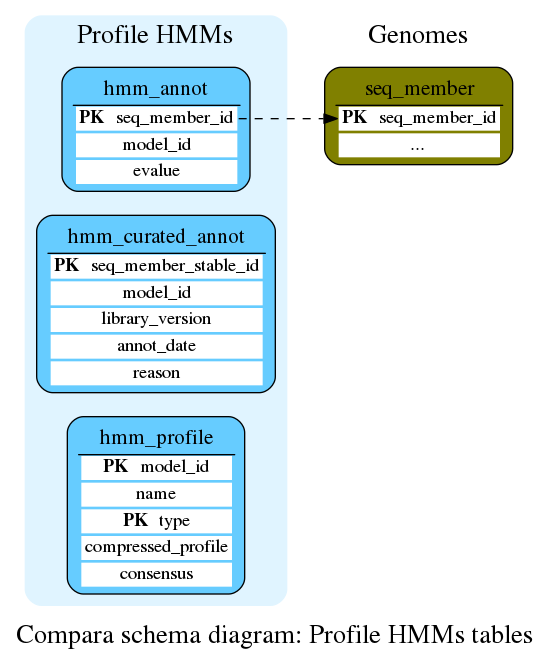 Profile HMMs
hmm_annot
PK seq_member_id
model_id
evalue
hmm_curated_annot
PK seq_member_stable_id
model_id
library_version
annot_date
reason
hmm_profile
PK model_id
name
PK type
compressed_profile
consensus
Genomes
seq_member
PK seq_member_id
...
Compara schema diagram: Profile HMMs tables